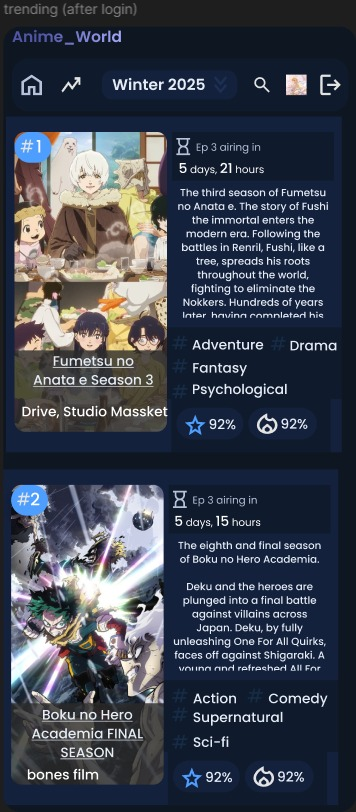 trending (after login)
Anime_World
Winter 2025
#1
Ep 3 airing in
5 days, 21 hours
The third season of Fumetsu
no Anata e. The story of Fushi
the immortal enters the
modern era. Following the
battles in Renril, Fushi, like a
tree, spreads his roots
throughout the world,
fighting to eliminate the
Nokkers. Hundreds of years
later, having completed his
Fumetsu no
Anata e Season 3
Drive, Studio Massket
# Adventure # Drama
# Fantasy
# Psychological
92% 92%
#2
Ep 3 airing in
5 days, 15 hours
The eighth and final season
of Boku no Hero Academia.
Deku and the heroes are
plunged into a final battle
against villains across
Japan. Deku, by fully
unleashing One For All Quirks,
faces off against Shigaraki. A
young and refreshed All For
Boku no Hero
Academia FINAL
SEASON
bones film
# Action # Comedy
# Supernatural
# Sci-fi
92% 92%